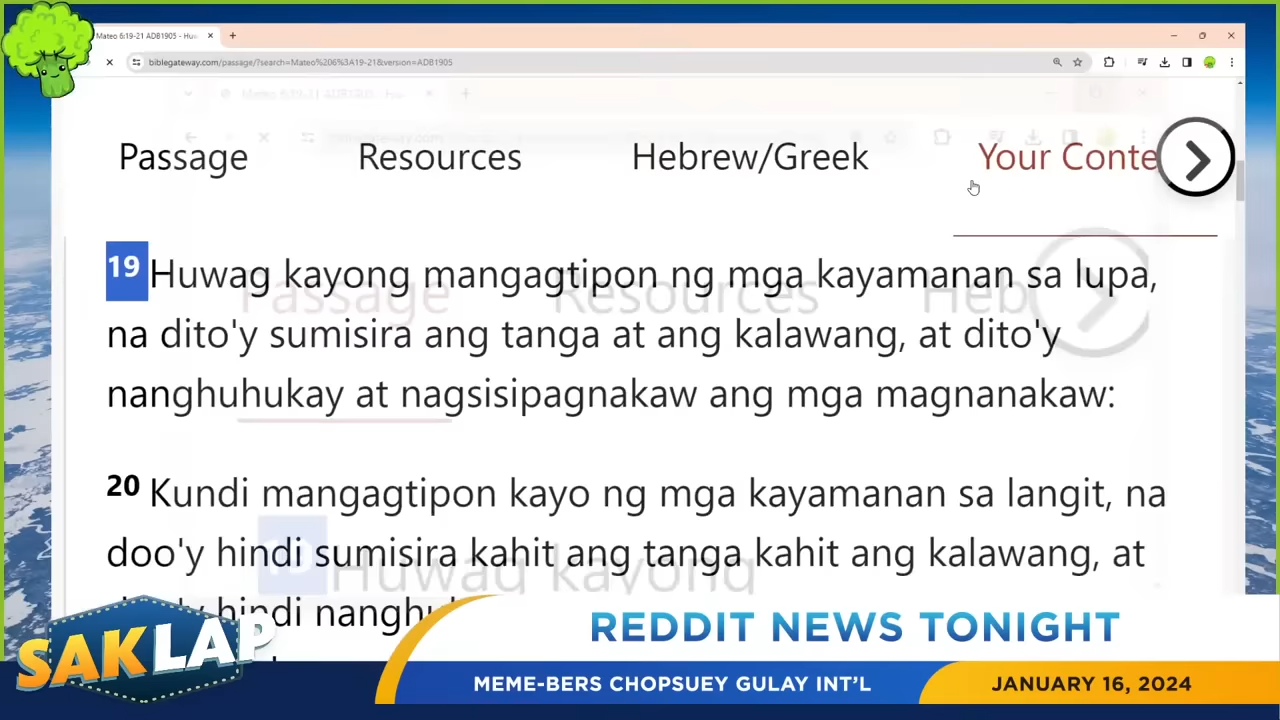 Mateo 6:19-21 ADB1905 - Huw
biblegateway.com/passage/?search=Mateo%206%3A19-21&version=ADB1905
Passage Resources Hebrew/Greek Your Conte
19 Huwag kayong mangagtipon ng mga kayamanan sa lupa,
na dito'y sumisira ang tanga at ang kalawang, at dito'y
nanghuhukay at nagsisipagnakaw ang mga magnanakaw:
20 Kundi mangagtipon kayo ng mga kayamanan sa langit, na
doo'y hindi sumisira kahit ang tanga kahit ang kalawang, at
hindi
SAKLAP
REDDIT NEWS TONIGHT
MEME-BERS CHOPSUEY GULAY INT'L
JANUARY 16, 2024